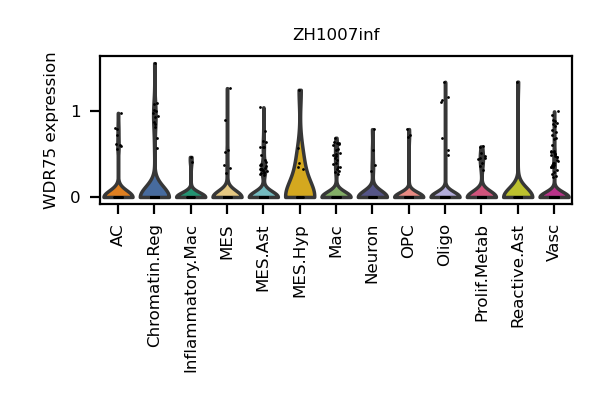 ZH1007inf
WDR75 expression
1
0
AC
Chromatin.Reg
Inflammatory.Mac
MES
MES.Ast
MES.Hyp
Mac
Neuron
OPC
Oligo
Prolif.Metab
Reactive.Ast
Vasc